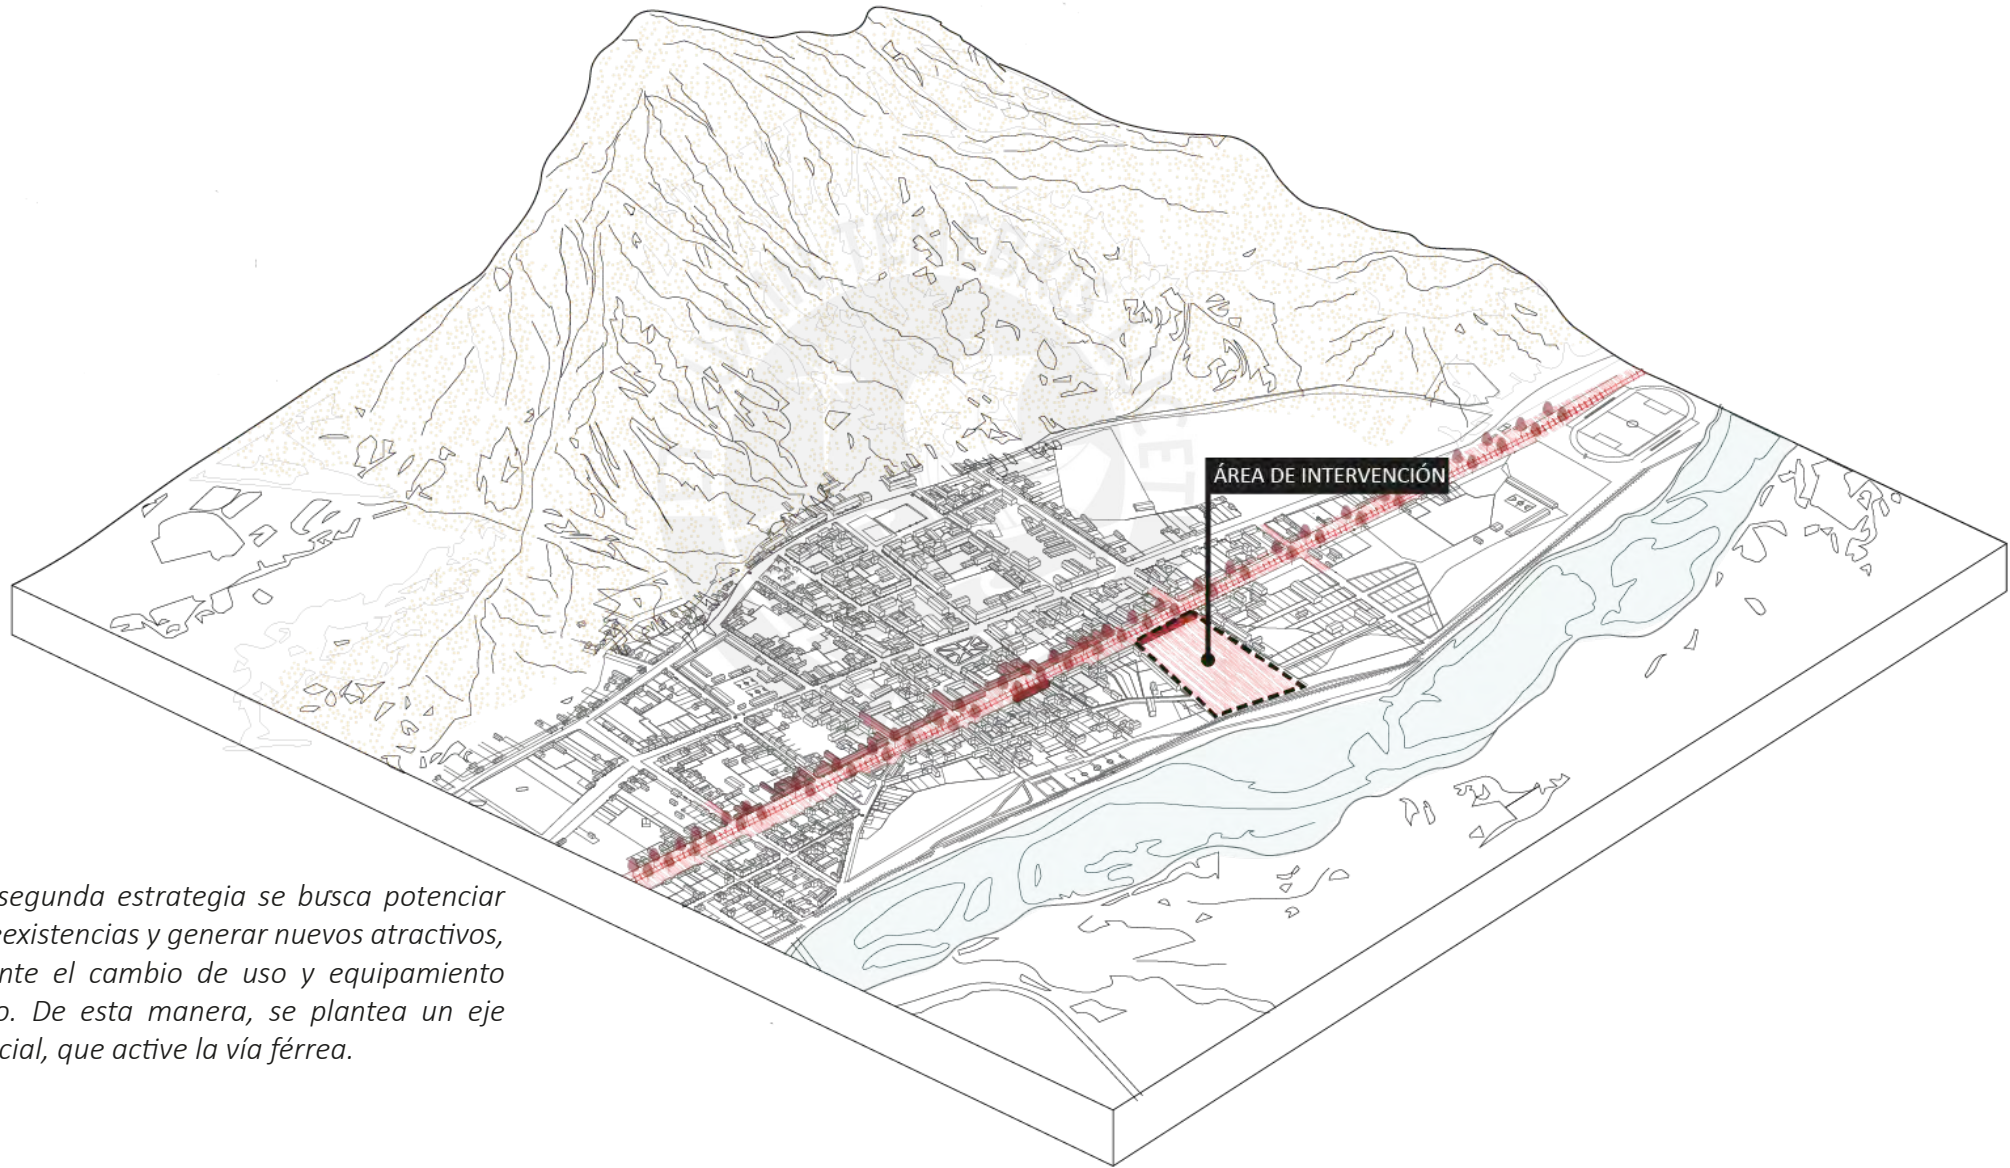 ÁREA DE INTERVENCIÓN
segunda estrategia se busca potenciar
existencias y generar nuevos atractivos,
nte el cambio de uso y equipamiento
o. De esta manera, se plantea un eje
cial, que active la vía férrea.